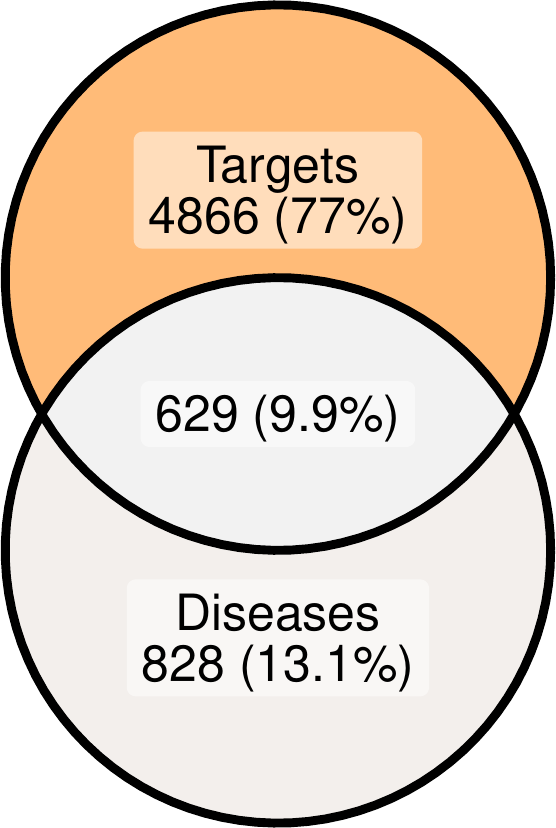 Targets
4866 (77%)
629 (9.9%)
Diseases
828 (13.1%)